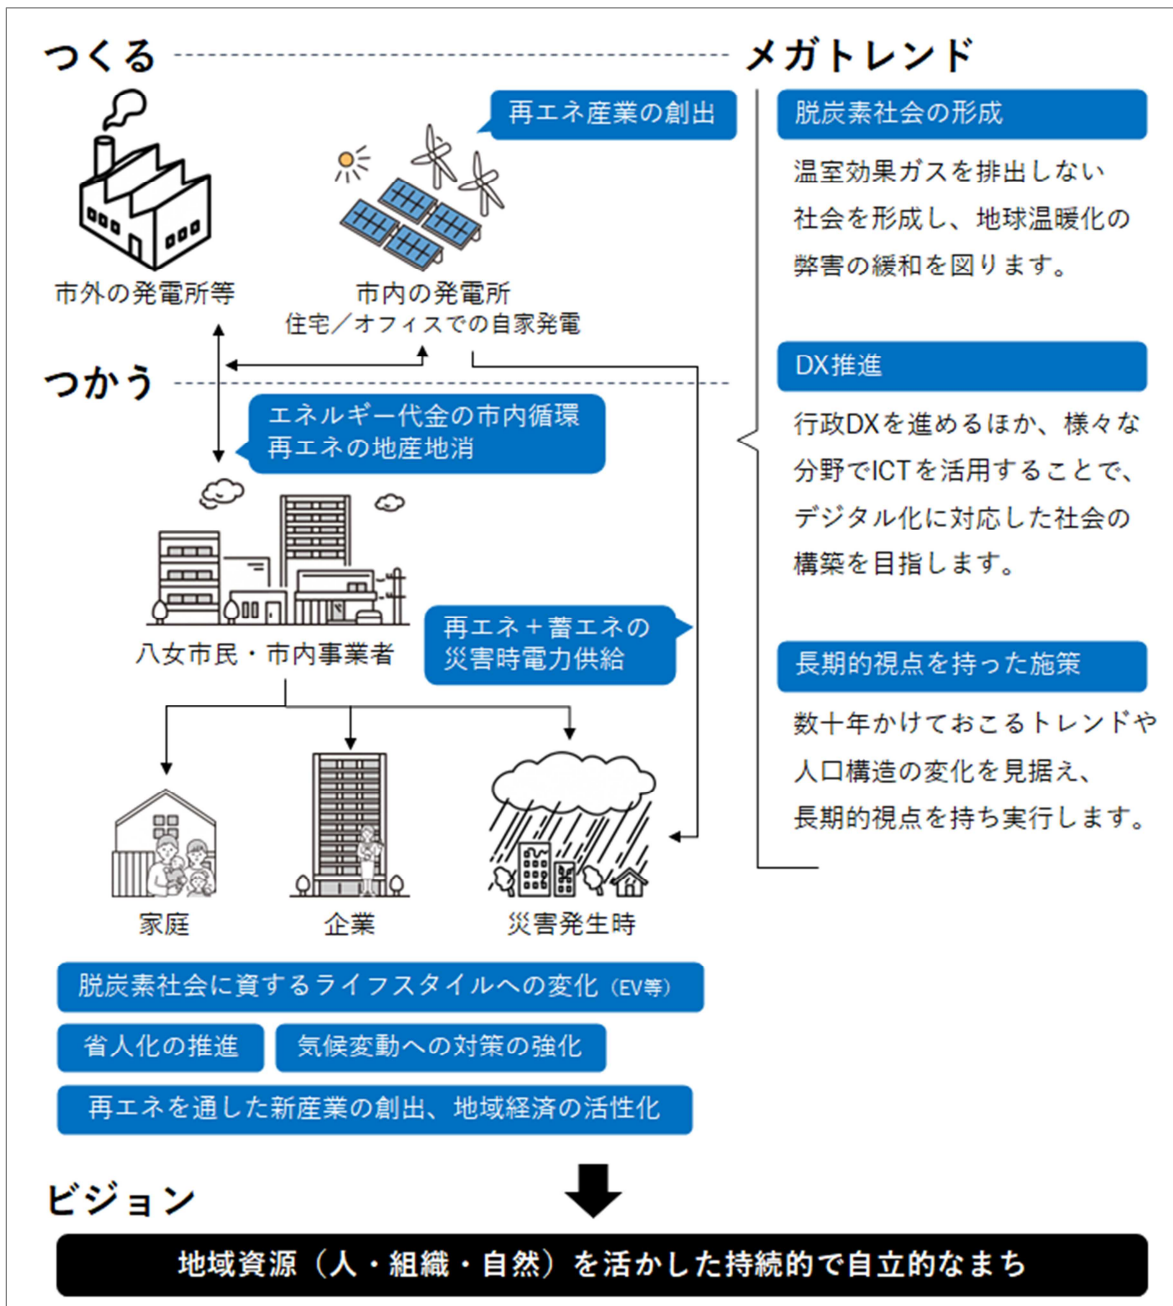 つくる
再エネ産業の創出
市外の発電所等
市内の発電所
住宅／オフィスでの自家発電
つかう
エネルギー代金の市内循環
再エネの地産地消
八女市民・市内事業者
再エネ＋蓄エネの
災害時電力供給
家庭
企業
災害発生時
脱炭素社会に資するライフスタイルへの変化（EV等）
省人化の推進
気候変動への対策の強化
再エネを通した新産業の創出、地域経済の活性化
メガトレンド
脱炭素社会の形成
温室効果ガスを排出しない
社会を形成し、地球温暖化の
弊害の緩和を図ります。
DX推進
行政DXを進めるほか、様々な
分野でICTを活用することで、
デジタル化に対応した社会の
構築を目指します。
長期的視点を持った施策
数十年かけておこるトレンドや
人口構造の変化を見据え、
長期的視点を持ち実行します。
ビジョン
地域資源（人・組織・自然）を活かした持続的で自立的なまち